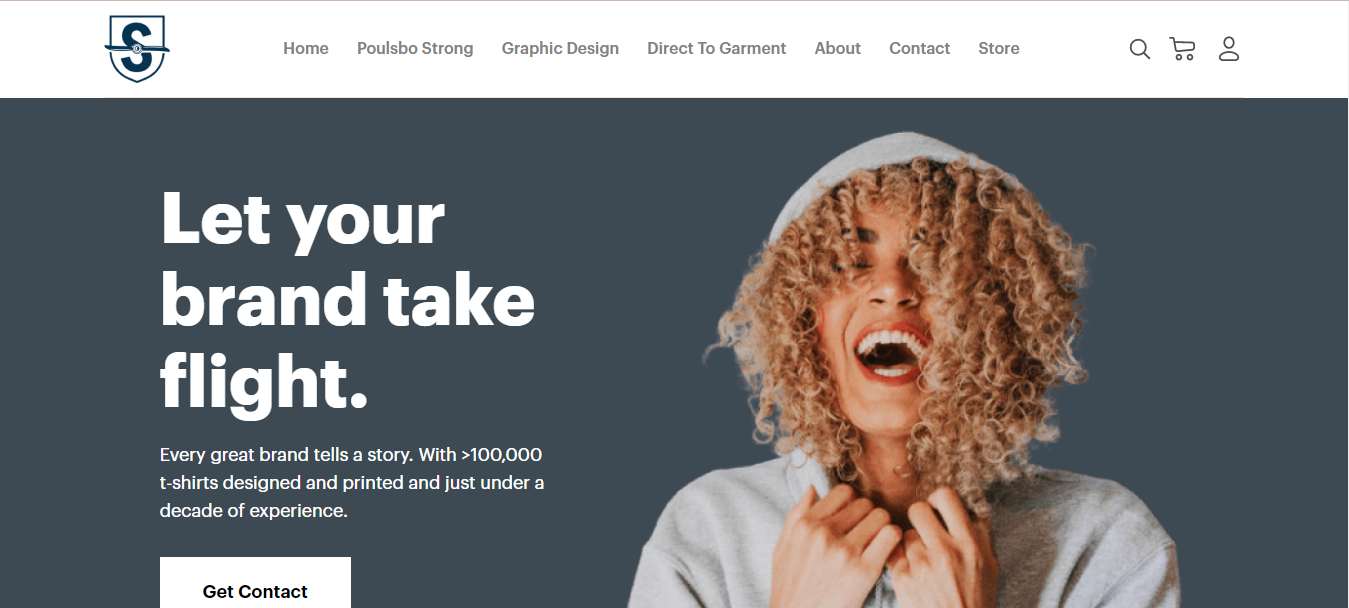 S
Home Poulsbo Strong Graphic Design Direct To Garment About Contact Store
Let your
brand take
flight.
Every great brand tells a story. With >100,000
t-shirts designed and printed and just under a
decade of experience.
Get Contact